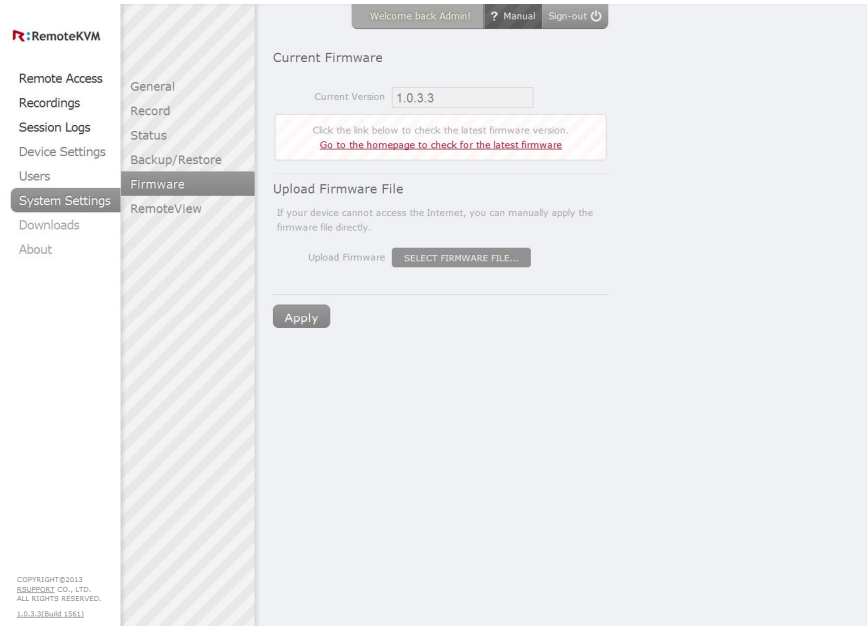 Welcome back Admin!
? Manual
Sign-out
R:RemoteKVM
Remote Access
Recordings
Session Logs
Device Settings
Users
System Settings
Downloads
About
General
Record
Status
Backup/Restore
Firmware
RemoteView
Current Firmware
Current Version 1.0.3.3
Click the link below to check the latest firmware version.
Go to the homepage to check for the latest firmware
Upload Firmware File
If your device cannot access the Internet, you can manually apply the
firmware file directly.
Upload Firmware SELECT FIRMWARE FILE...
Apply
COPYRIGHT©2013
RSUPPORT CO., LTD.
ALL RIGHTS RESERVED.
1.0.3.3(Build 1561)